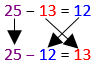 25 - 13 = 12
25 - 12 = 13